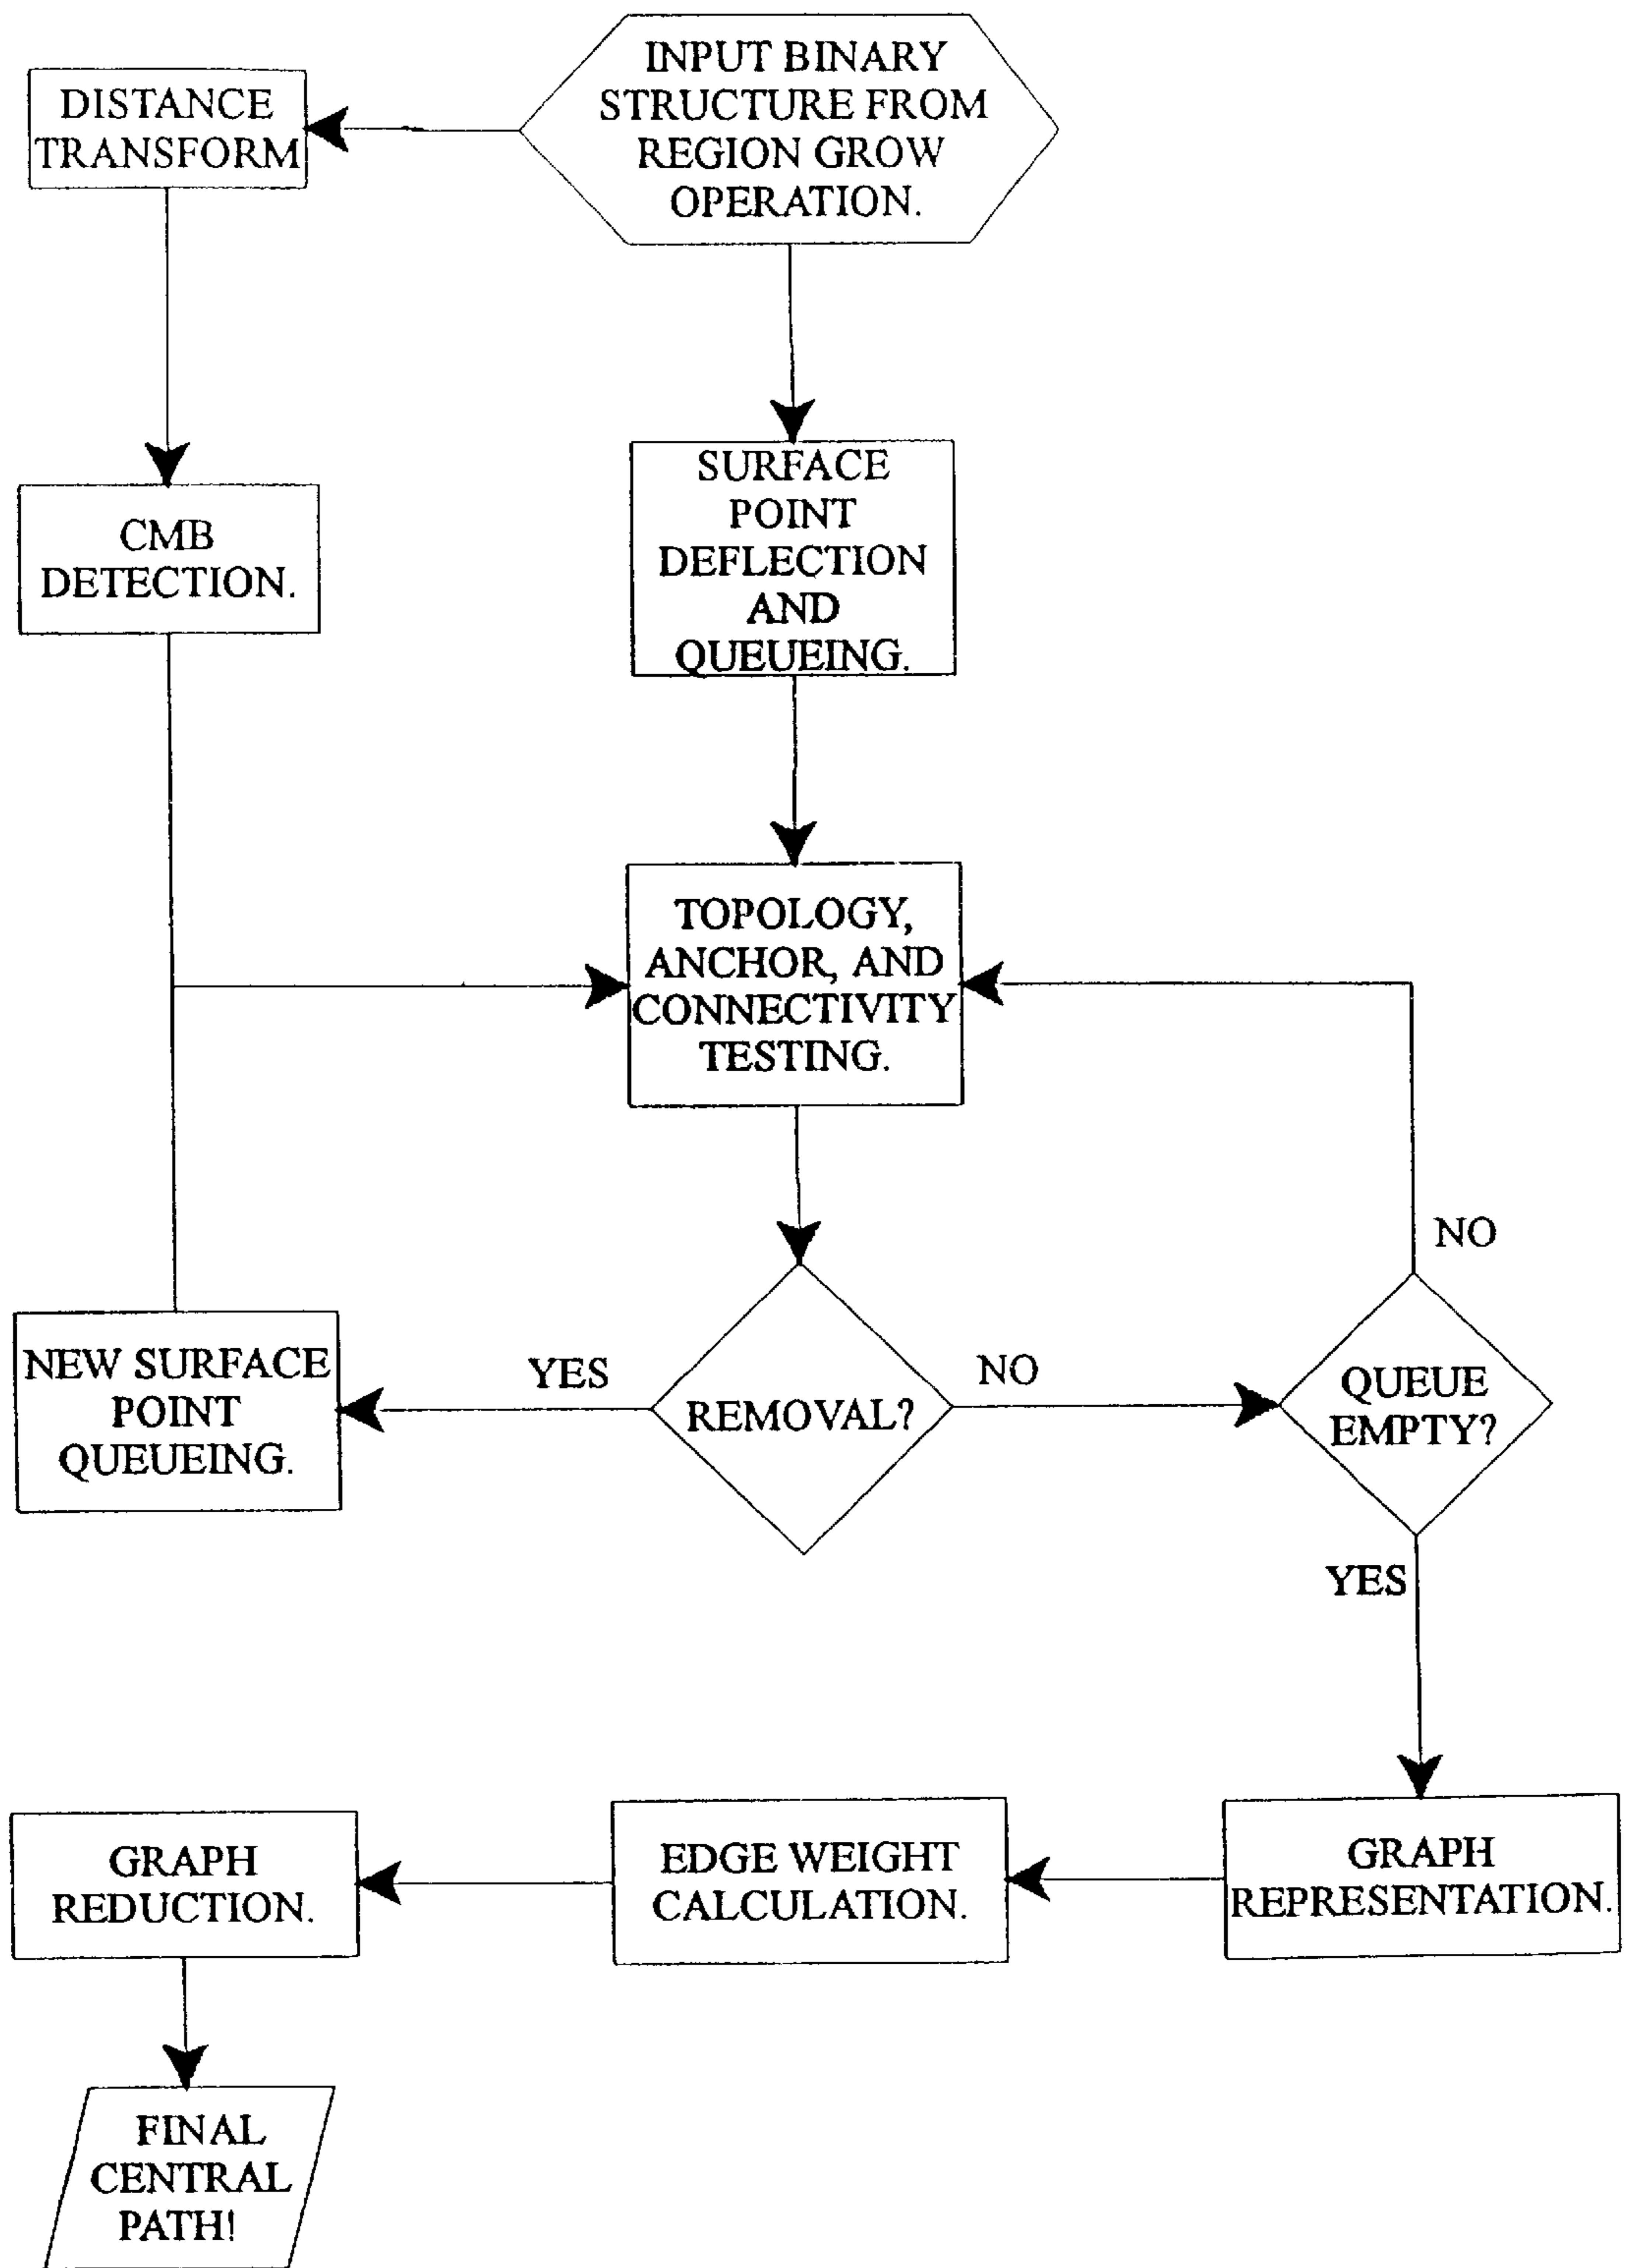 INPUT BINARY
STRUCTURE FROM
REGION GROW
OPERATION.
DISTANCE
TRANSFORM
CMB
DETECTION.
SURFACE
POINT
DEFLECTION
AND
QUEUEING.
TOPOLOGY,
ANCHOR, AND
CONNECTIVITY
TESTING.
NO
NEW SURFACE
POINT
QUEUEING.
YES
REMOVAL?
NO
QUEUE
EMPTY?
YES
GRAPH
REDUCTION.
EDGE WEIGHT
CALCULATION.
GRAPH
REPRESENTATION.
FINAL
CENTRAL
PATH!